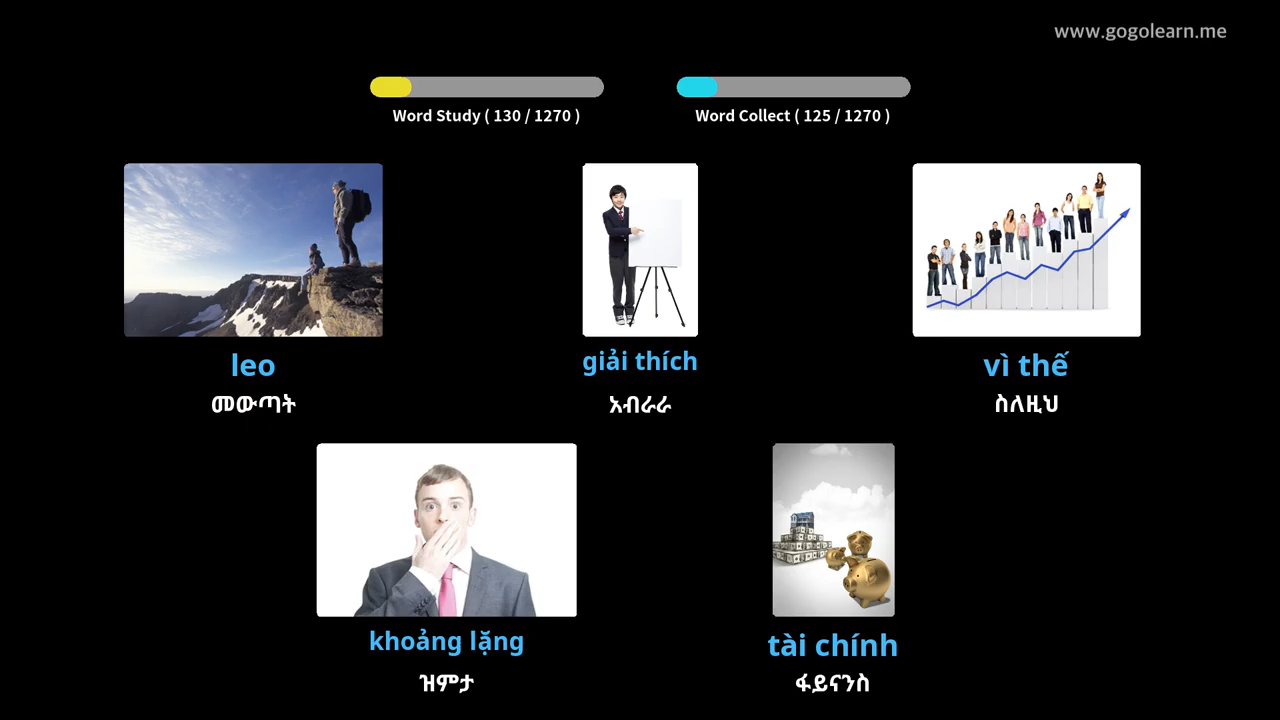 www.gogolearn.me
Word Study ( 130 / 1270 )
Word Collect ( 125 / 1270 )
leo
መውጣት
giải thích
አብራራ
vì thế
ስለዚህ
khoảng lặng
ዝምታ
tài chính
ፋይናንስ